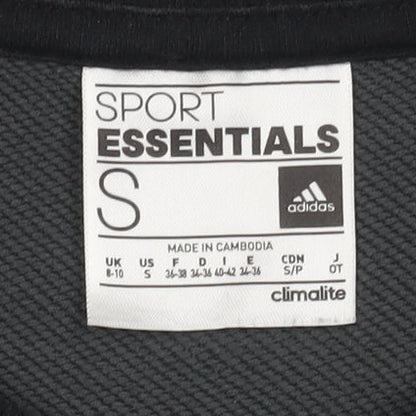 SPORT
ESSENTIALS
S
adidas
MADE IN CAMBODIA
UK US F D I E CDN J
8-10 S 36-38 34-36 40-42 34-36 S/P OT
climalite